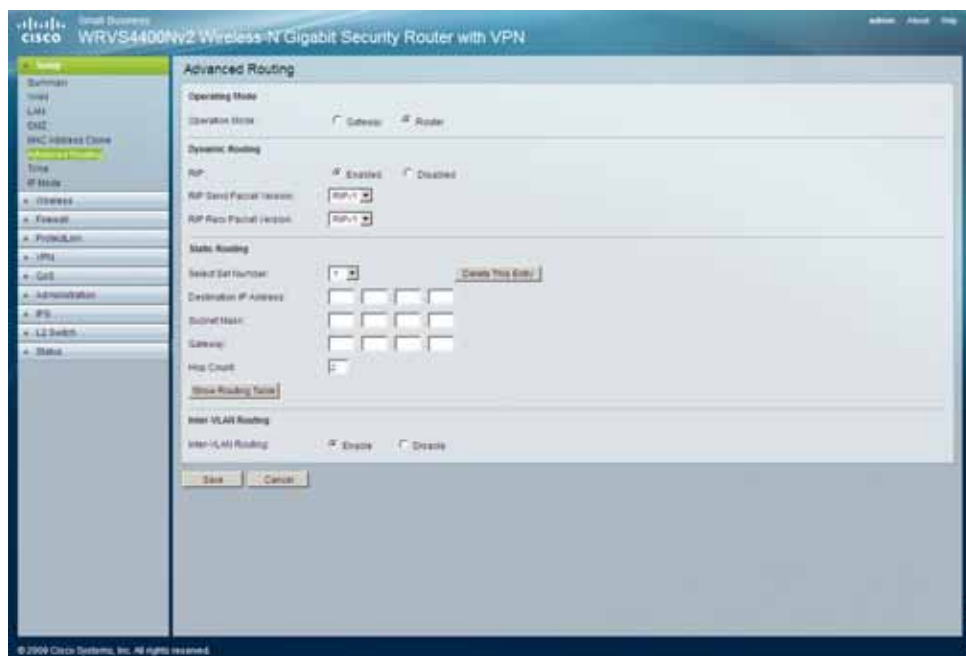 Small Business
CISCO WRVS4400Nv2 Wireless-N Gigabit Security Router with VPN
admin About Help
Setup
Summary
WAN
LAN
DMZ
MAC Address Clone
Advanced Routing
Time
IP Mode
Wireless
Firewall
ProtectLink
VPN
QoS
Administration
IPS
L2 Switch
Status
Advanced Routing
Operating Mode
Operation Mode: Gateway Router
Dynamic Routing
RIP: Enabled Disabled
RIP Send Packet Version: RIPv1
RIP Recv Packet Version: RIPv1
Static Routing
Select Set Number: 1 Delete This Entry
Destination IP Address:
Subnet Mask:
Gateway:
Hop Count:
Show Routing Table
Inter-VLAN Routing
Inter-VLAN Routing: Enable Disable
Save Cancel
© 2009 Cisco Systems, Inc. All rights reserved.